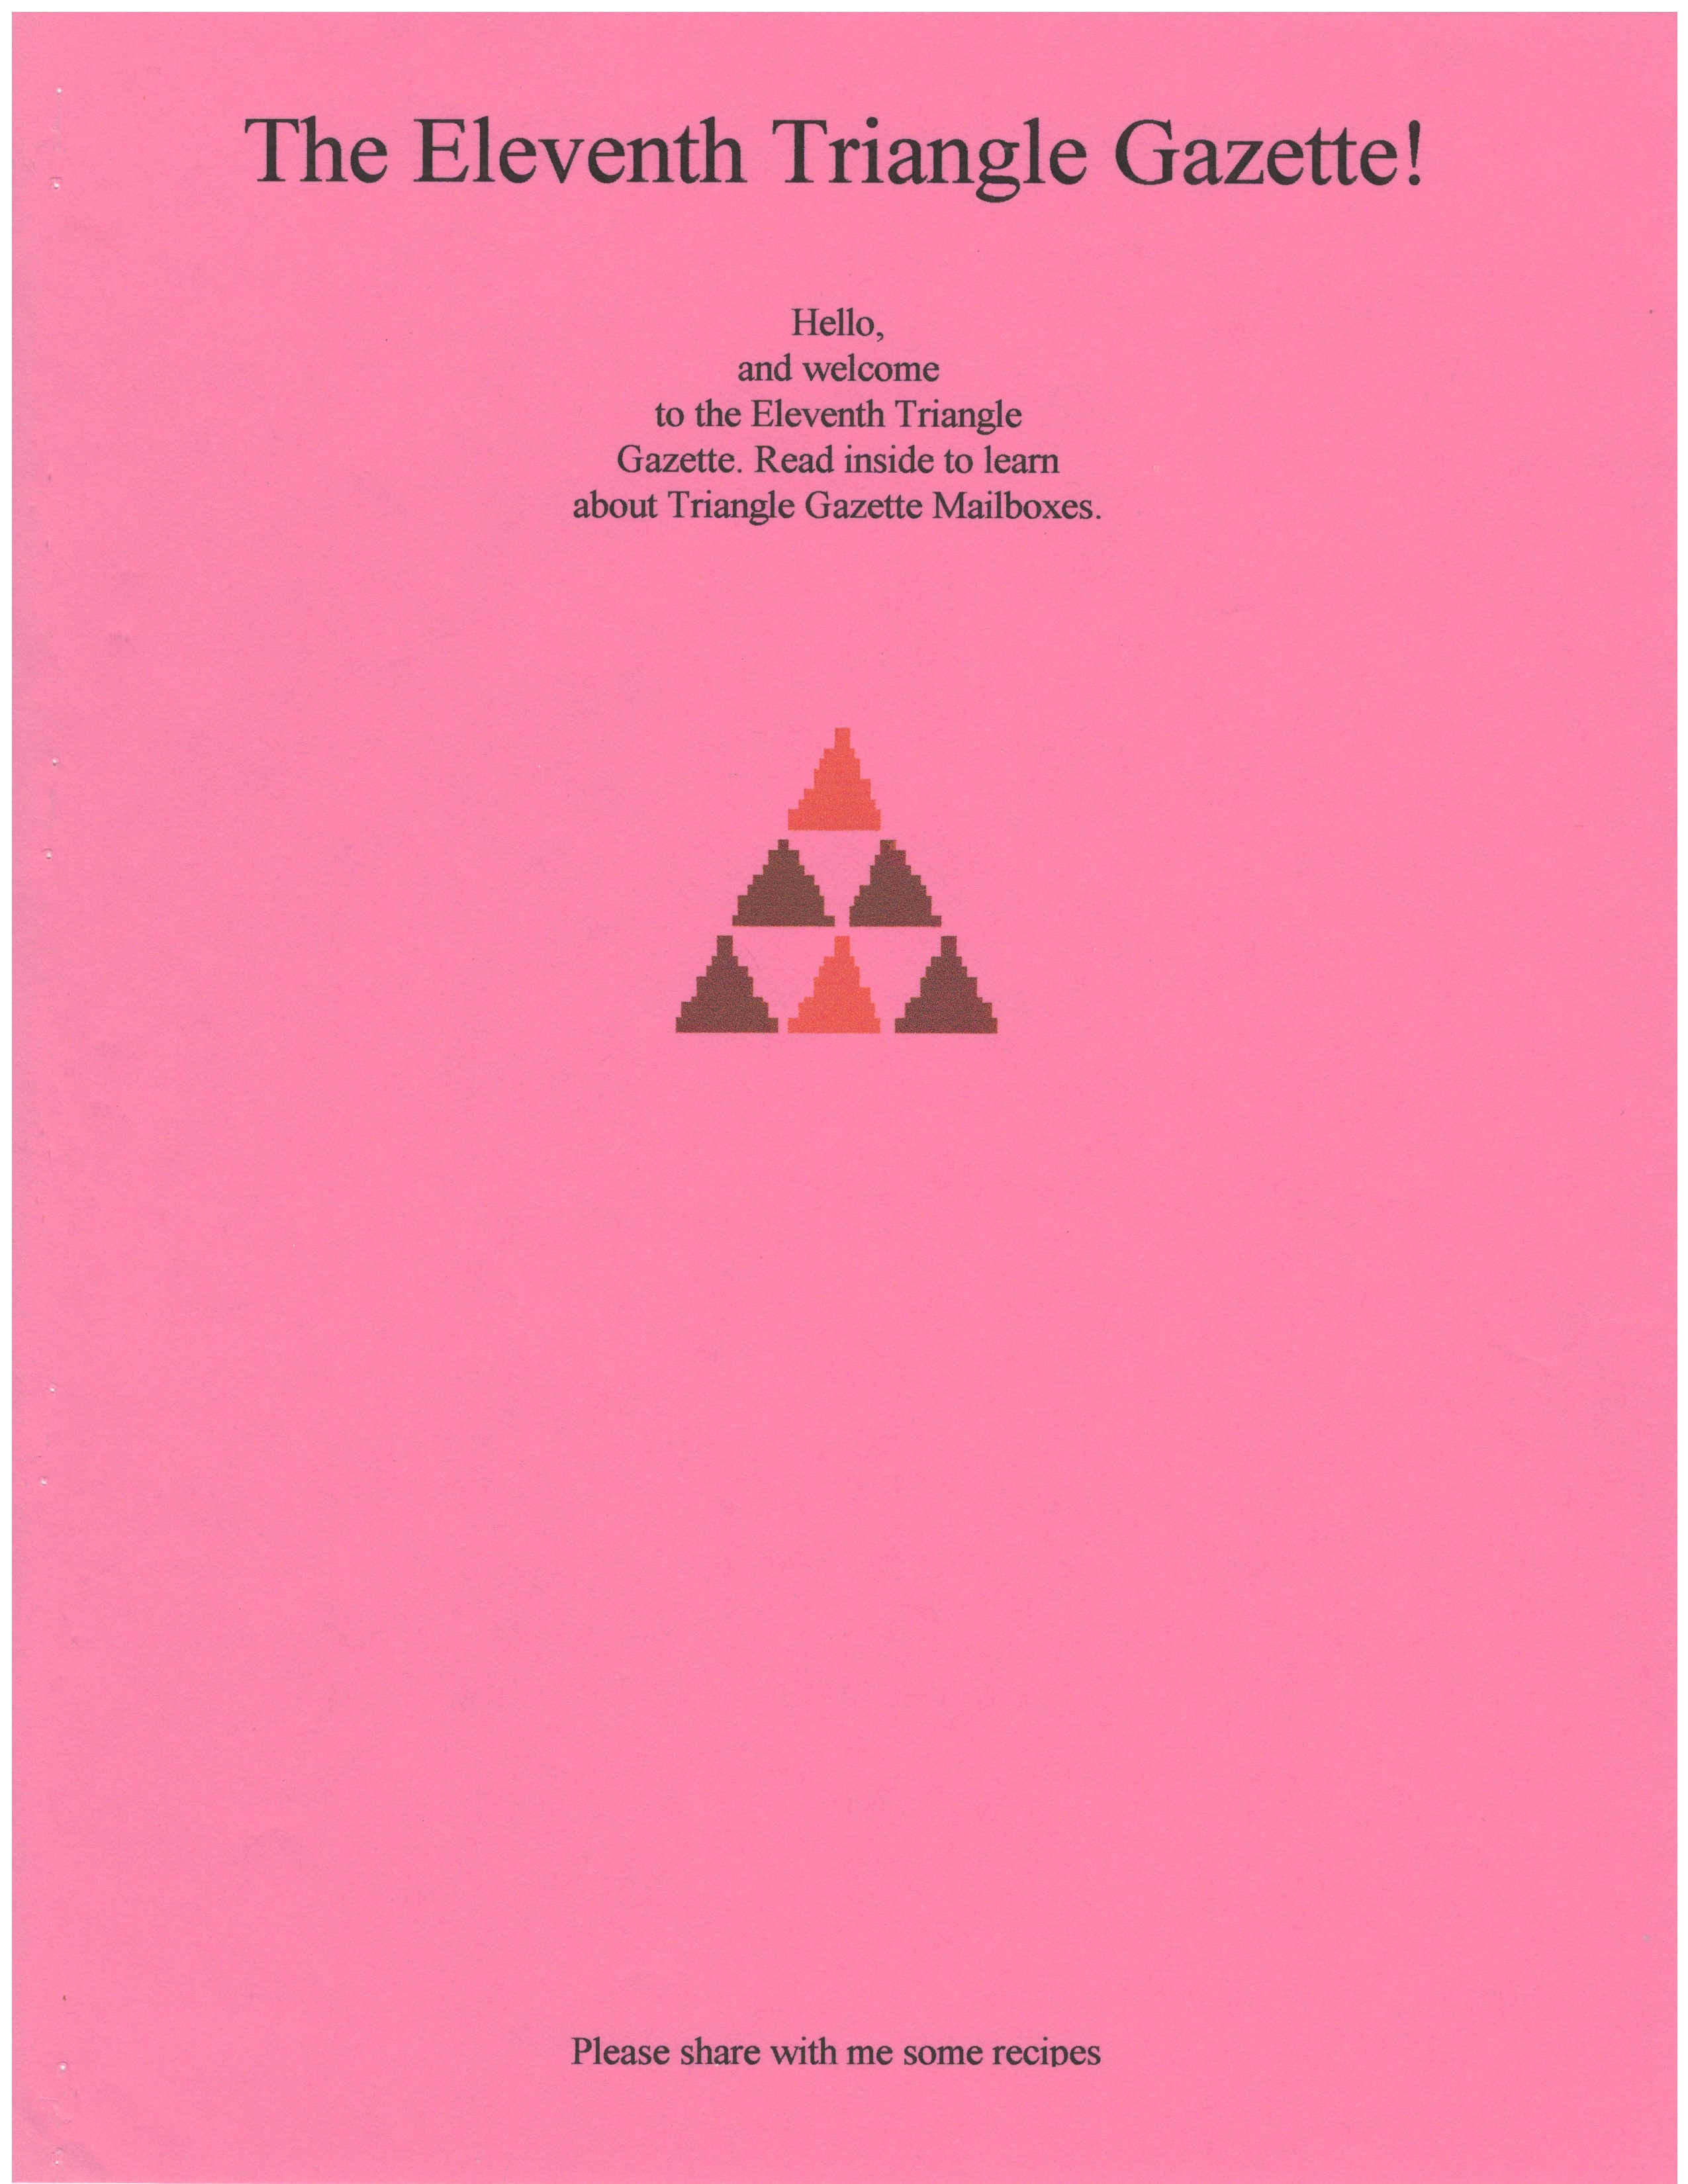 The Eleventh Triangle Gazette!
Hello,
and welcome
to the Eleventh Triangle
Gazette. Read inside to learn
about Triangle Gazette Mailboxes.
Please share with me some recipes